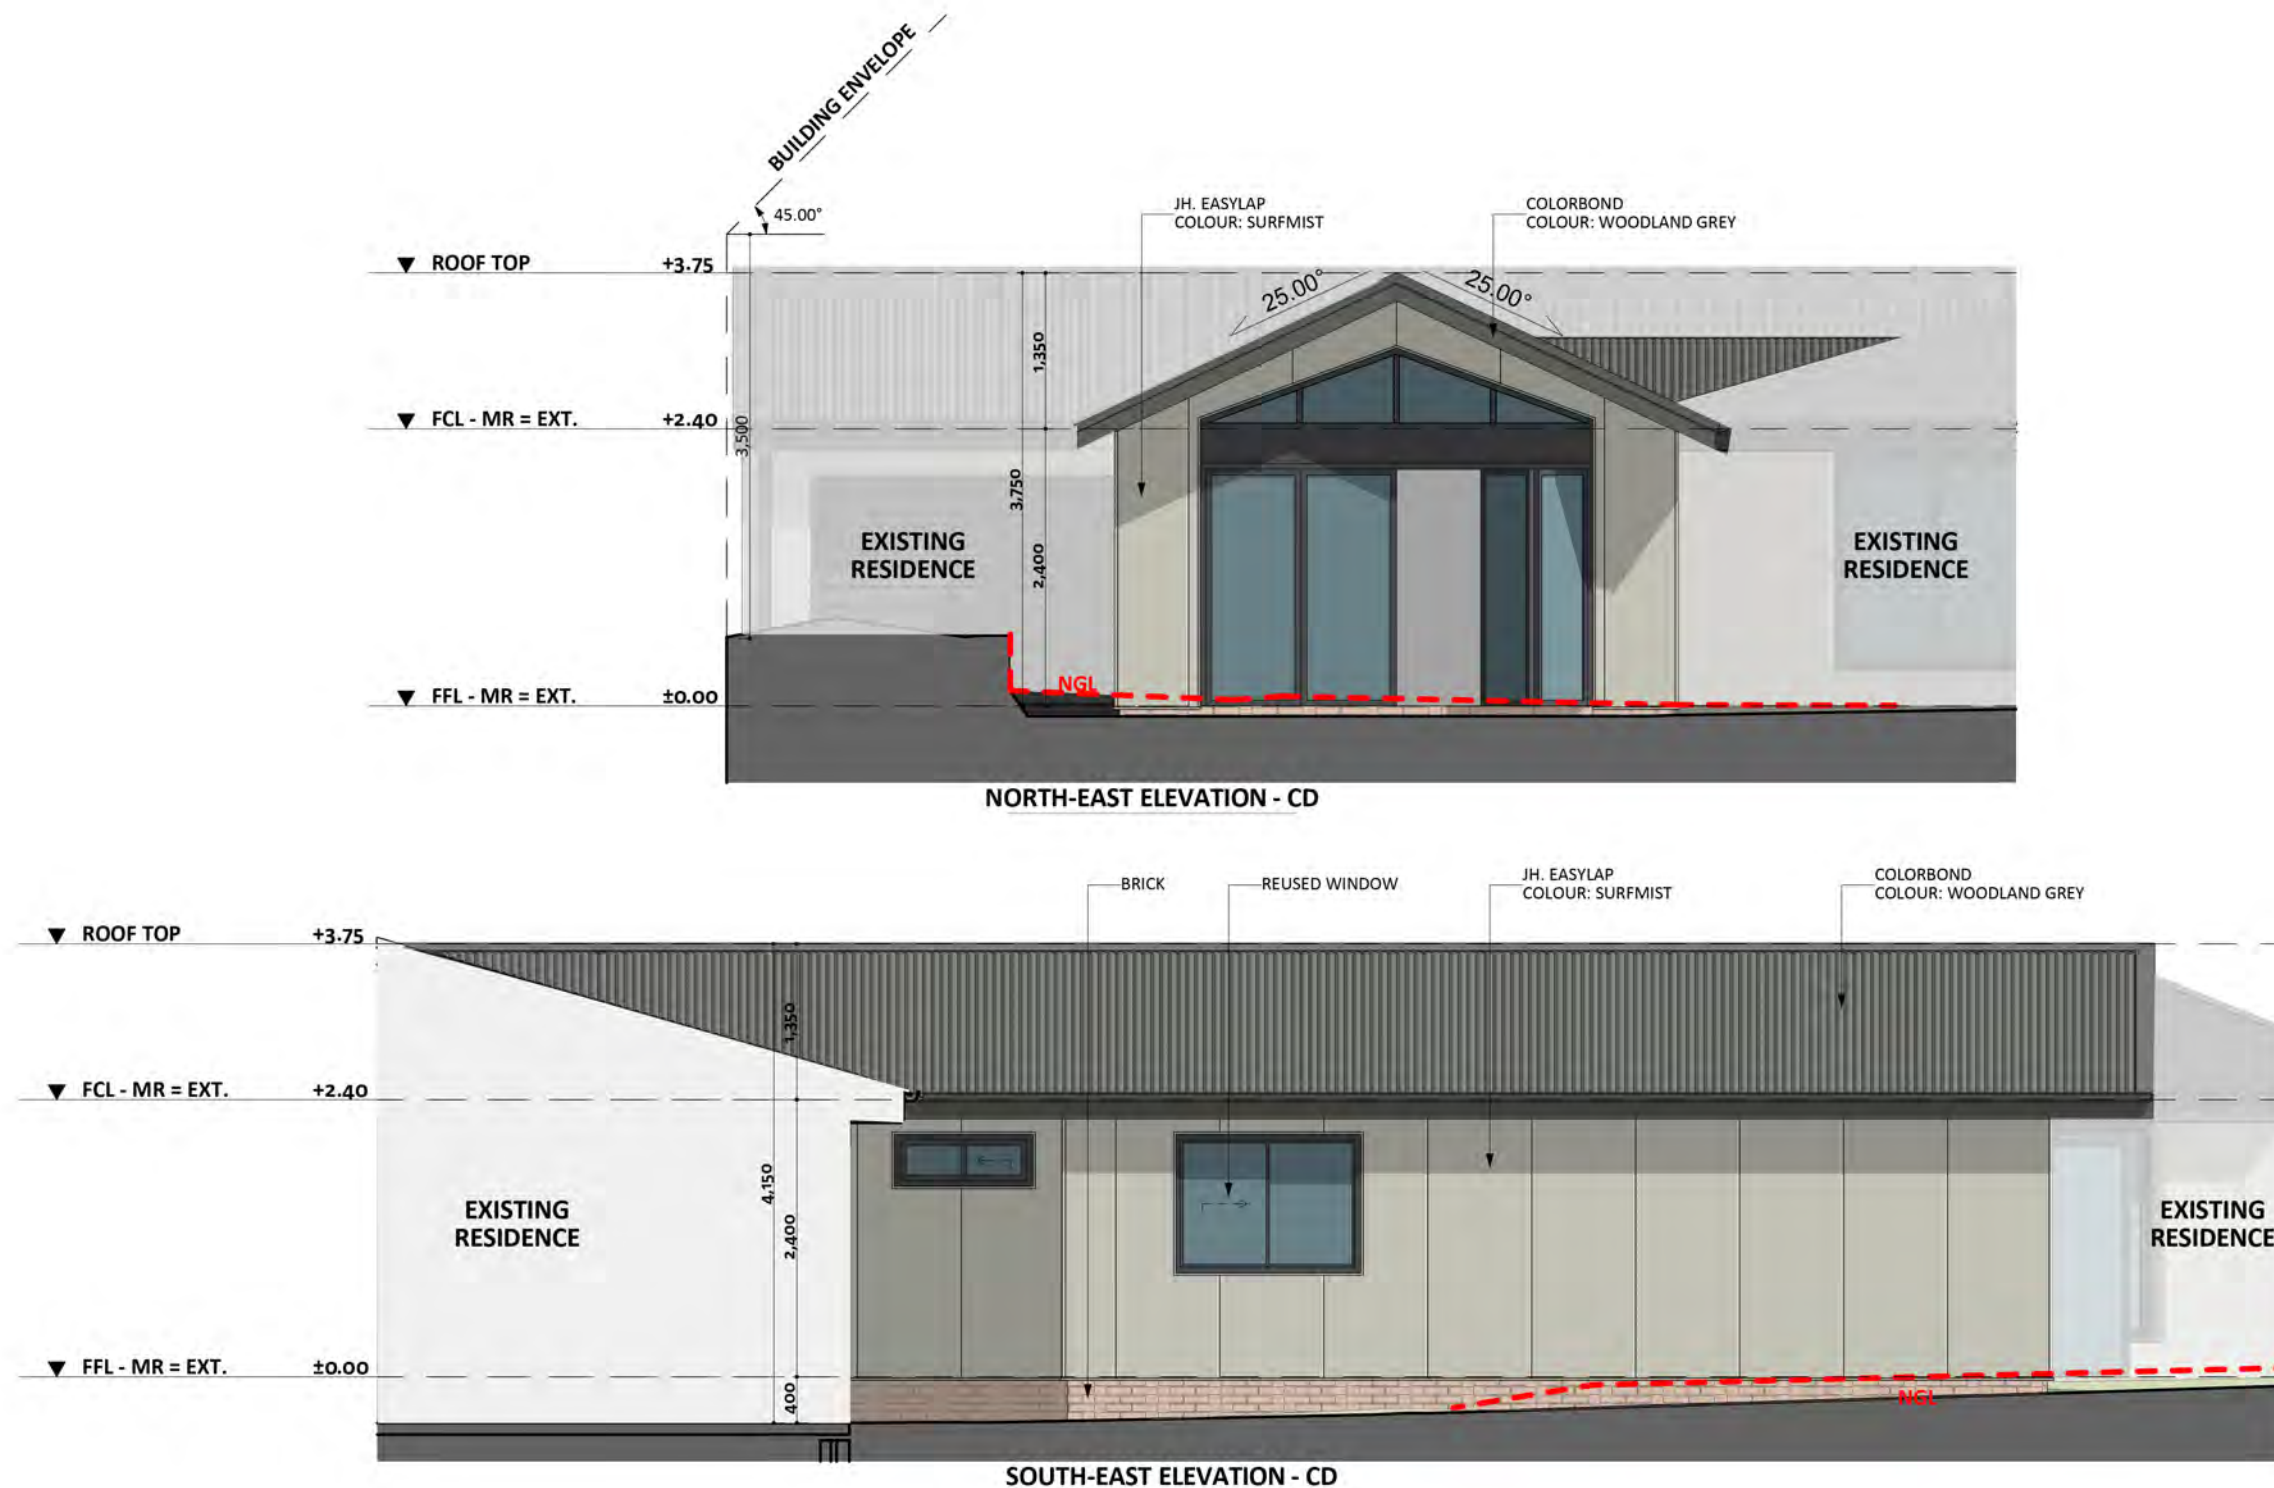 BUILDING ENVELOPE
45.00°
JH. EASYLAP
COLOUR: SURFMIST
COLORBOND
COLOUR: WOODLAND GREY
ROOF TOP +3.75
25.00° 25.00°
1,350
FCL - MR = EXT. +2.40
3,500
3,750
2,400
EXISTING
RESIDENCE
EXISTING
RESIDENCE
NGL
FFL - MR = EXT. ±0.00
NORTH-EAST ELEVATION - CD
BRICK
REUSED WINDOW
JH. EASYLAP
COLOUR: SURFMIST
COLORBOND
COLOUR: WOODLAND GREY
ROOF TOP +3.75
1,350
FCL - MR = EXT. +2.40
4,150
2,400
EXISTING
RESIDENCE
EXISTING
RESIDENCE
FFL - MR = EXT. ±0.00
400
NGL
SOUTH-EAST ELEVATION - CD